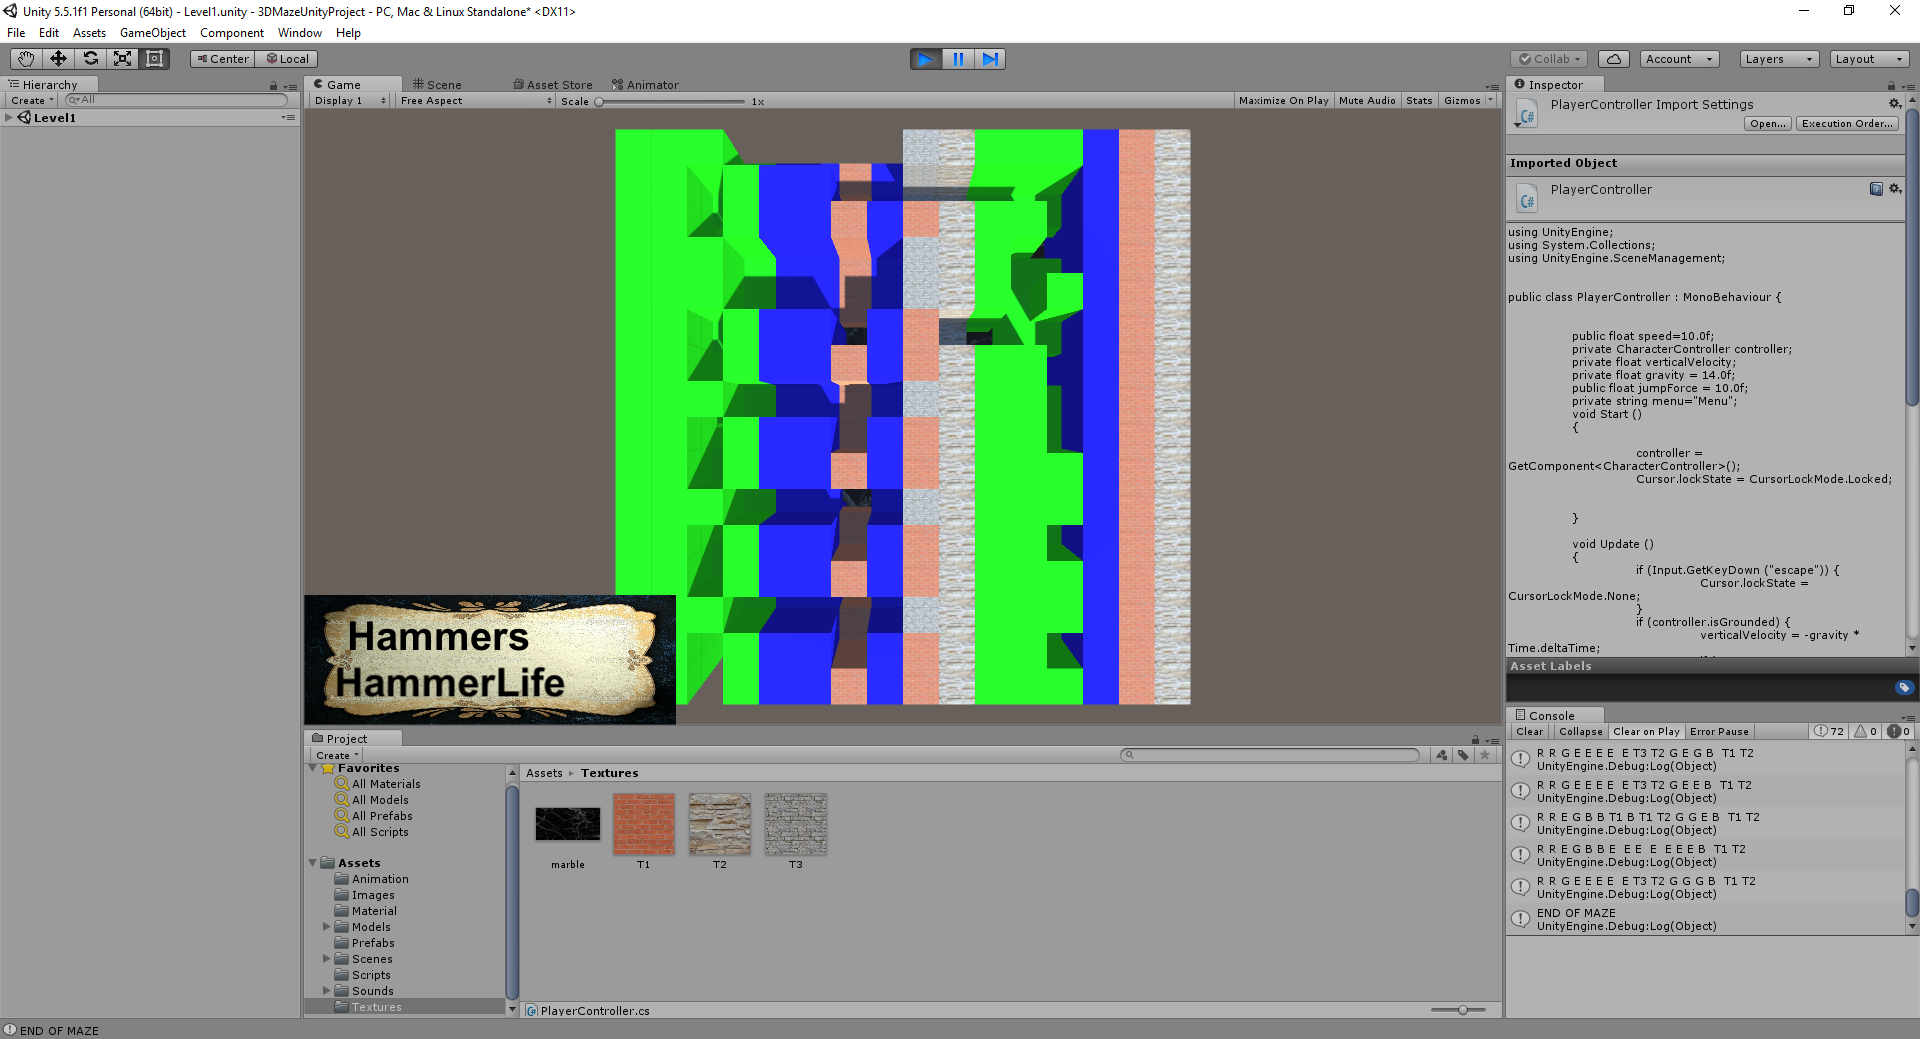 Unity 5.5.1f1 Personal (64bit) - Level1.unity - 3DMazeUnityProject - PC, Mac & Linux Standalone* <DX11>
File Edit Assets GameObject Component Window Help
Center Local
Collab Account Layers Layout
Hierarchy
Create All
Level1
Game Scene Asset Store Animator
Display 1 Free Aspect Scale 1x Maximize On Play Mute Audio Stats Gizmos
Hammers
HammerLife
Project
Create
Favorites
All Materials
All Models
All Prefabs
All Scripts
Assets
Animation
Images
Material
Models
Prefabs
Scenes
Scripts
Sounds
Textures
Assets ▸ Textures
marble T1 T2 T3
PlayerController.cs
Inspector
PlayerController Import Settings
Open... Execution Order...
Imported Object
PlayerController
using UnityEngine;
using System.Collections;
using UnityEngine.SceneManagement;
public class PlayerController : MonoBehaviour {
public float speed=10.0f;
private CharacterController controller;
private float verticalVelocity;
private float gravity = 14.0f;
public float jumpForce = 10.0f;
private string menu="Menu";
void Start ()
{
controller =
GetComponent<CharacterController>();
Cursor.lockState = CursorLockMode.Locked;
}
void Update ()
{
if (Input.GetKeyDown ("escape")) {
Cursor.lockState =
CursorLockMode.None;
}
if (controller.isGrounded) {
verticalVelocity = -gravity *
Time.deltaTime;
Asset Labels
Console
Clear Collapse Clear on Play Error Pause 72 0 0
R R G E E E E  E T3 T2 G E G B  T1 T2
UnityEngine.Debug:Log(Object)
R R G E E E E  E T3 T2 G E E B  T1 T2
UnityEngine.Debug:Log(Object)
R R E G B B T1 B T1 T2 G G E B  T1 T2
UnityEngine.Debug:Log(Object)
R R E G B B E  E E  E  E E E B  T1 T2
UnityEngine.Debug:Log(Object)
R R G E E E E  E T3 T2 G G G B  T1 T2
UnityEngine.Debug:Log(Object)
END OF MAZE
UnityEngine.Debug:Log(Object)
END OF MAZE